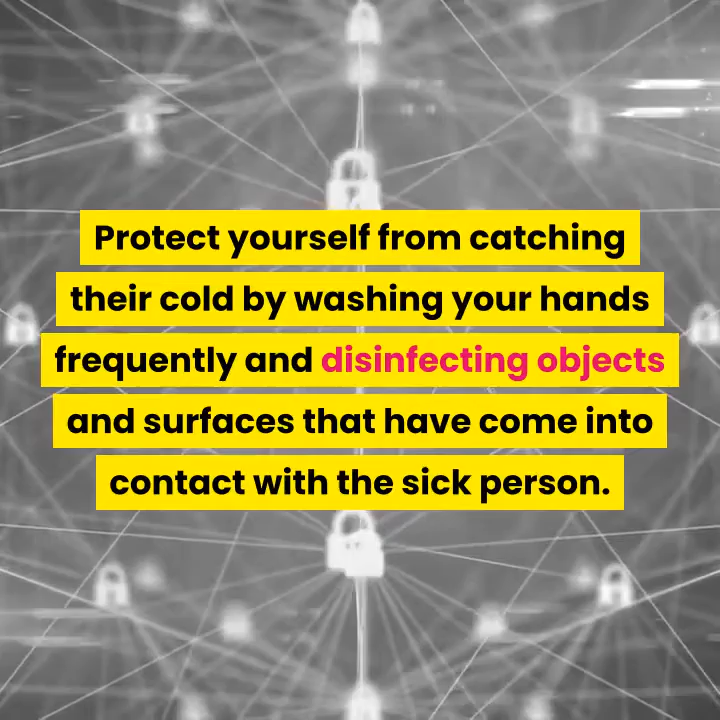 Protect yourself from catching
their cold by washing your hands
frequently and disinfecting objects
and surfaces that have come into
contact with the sick person.